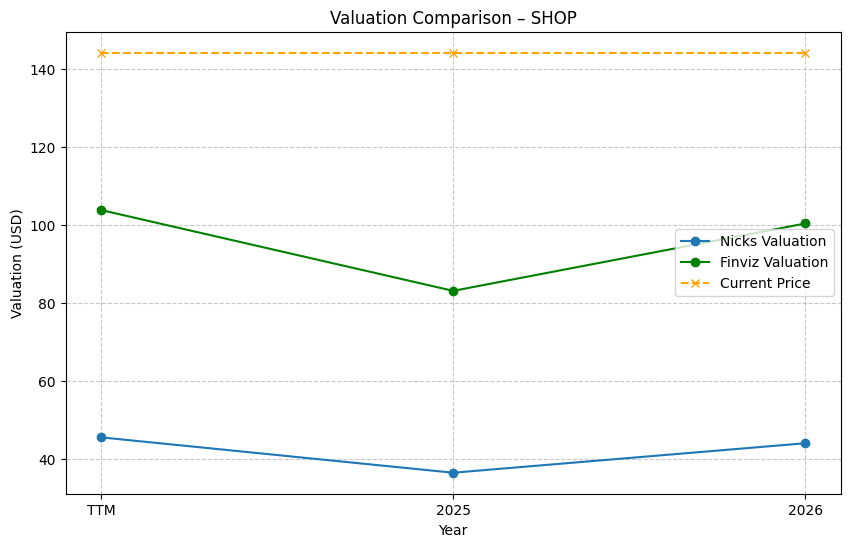 Valuation Comparison – SHOP
Valuation (USD)
140
120
100
80
60
40
Nicks Valuation
Finviz Valuation
Current Price
TTM
2025
2026
Year